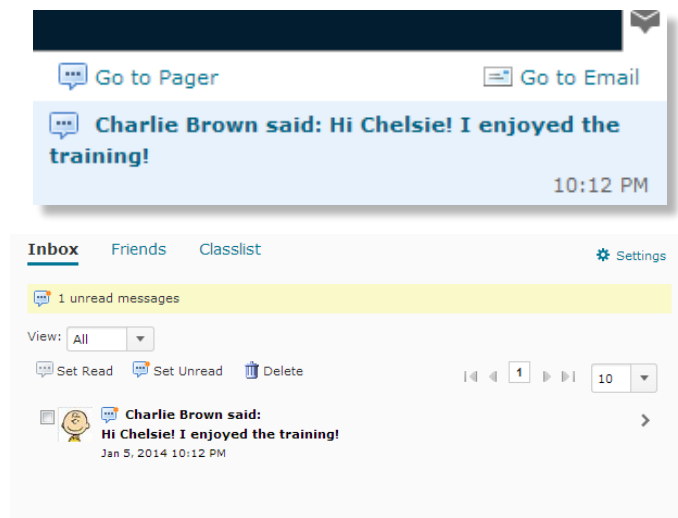 Go to Pager Go to Email
Charlie Brown said: Hi Chelsie! I enjoyed the
training!
10:12 PM
Inbox Friends Classlist Settings
1 unread messages
View: All
Set Read Set Unread Delete 1 10
Charlie Brown said:
Hi Chelsie! I enjoyed the training!
Jan 5, 2014 10:12 PM